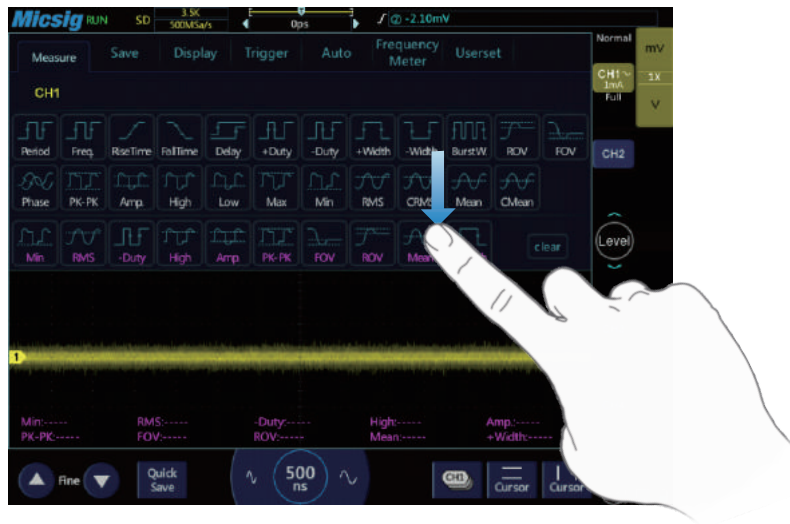 Micsig RUN SD 3.5K 500MSa/s 0ps ② -2.10mV
Measure Save Display Trigger Auto Frequency Meter Userset
Normal
mV
CH1
CH1 1mA Full
1X
V
Period Freq. RiseTime FallTime Delay +Duty -Duty +Width -Width BurstW. ROV FOV
CH2
Phase PK-PK Amp. High Low Max Min RMS CRMS Mean CMean
Min RMS -Duty High Amp PK-PK FOV ROV Mean clear
Level
1
Min:----- RMS:----- -Duty:----- High:----- Amp.:-----
PK-PK:----- FOV:----- ROV:----- Mean:----- +Width:-----
Fine Quick Save 500 ns CH1 Cursor Cursor